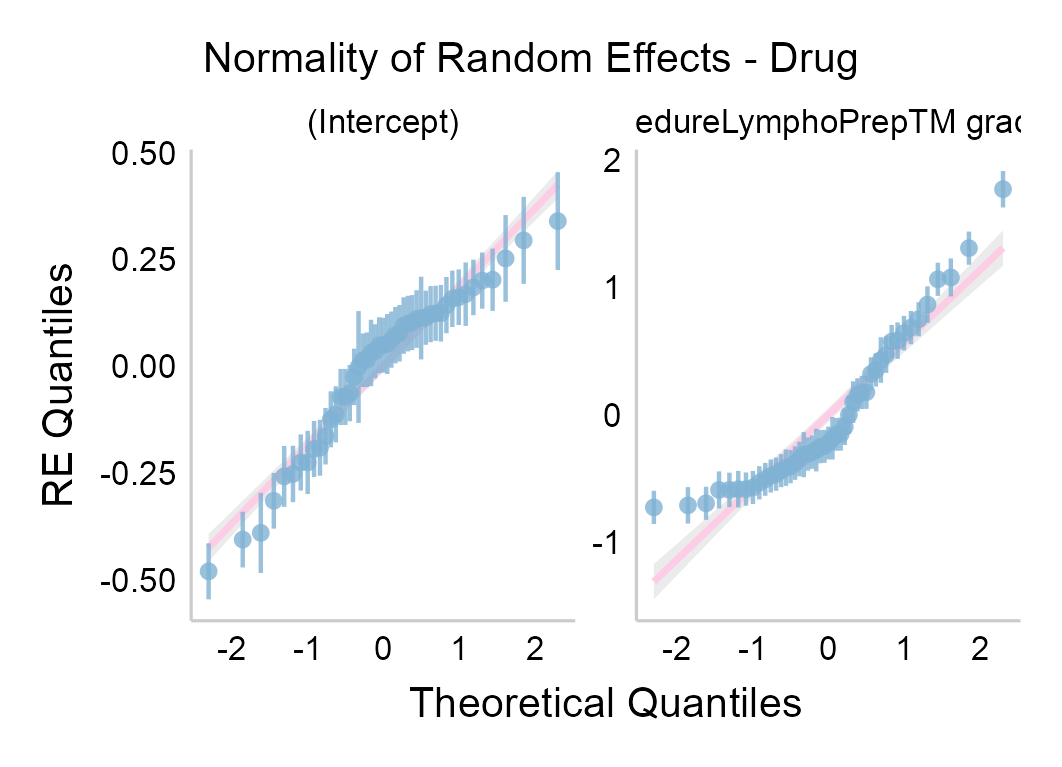 Normality of Random Effects - Drug
(Intercept)
edureLymphoPrepTM grad
0.50
0.25
0.00
-0.25
-0.50
2
1
0
-1
-2 -1 0 1 2
-2 -1 0 1 2
RE Quantiles
Theoretical Quantiles